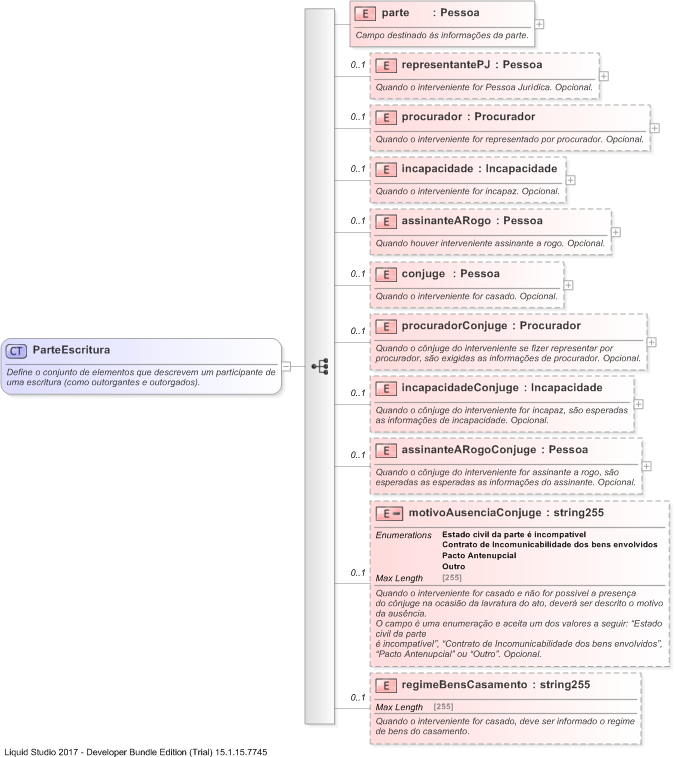 E parte : Pessoa
Campo destinado ás informações da parte.
0..1 E representantePJ : Pessoa
Quando o interveniente for Pessoa Jurídica. Opcional.
0..1 E procurador : Procurador
Quando o interveniente for representado por procurador. Opcional.
0..1 E incapacidade : Incapacidade
Quando o interveniente for incapaz. Opcional.
0..1 E assinanteARogo : Pessoa
Quando houver interveniente assinante a rogo. Opcional.
0..1 E conjuge : Pessoa
Quando o interveniente for casado. Opcional.
0..1 E procuradorConjuge : Procurador
Quando o cônjuge do interveniente se fizer representar por
procurador, são exigidas as informações de procurador. Opcional.
CT ParteEscritura
Define o conjunto de elementos que descrevem um participante de
uma escritura (como outorgantes e outorgados).
0..1 E incapacidadeConjuge : Incapacidade
Quando o cônjuge do interveniente for incapaz, são esperadas
as informações de incapacidade. Opcional.
0..1 E assinanteARogoConjuge : Pessoa
Quando o cônjuge do interveniente for assinante a rogo, são
esperadas as esperadas as informações do assinante. Opcional.
E motivoAusenciaConjuge : string255
Enumerations Estado civil da parte é incompatível
Contrato de Incomunicabilidade dos bens envolvidos
Pacto Antenupcial
Outro
0..1 Max Length [255]
Quando o interveniente for casado e não for possível a presença
do cônjuge na ocasião da lavratura do ato, deverá ser descrito o motivo
da ausência.
O campo é uma enumeração e aceita um dos valores a seguir: “Estado
civil da parte
é incompatível”, “Contrato de Incomunicabilidade dos bens envolvidos”,
“Pacto Antenupcial” ou “Outro”. Opcional.
E regimeBensCasamento : string255
0..1 Max Length [255]
Quando o interveniente for casado, deve ser informado o regime
de bens do casamento.
Liquid Studio 2017 - Developer Bundle Edition (Trial) 15.1.15.7745